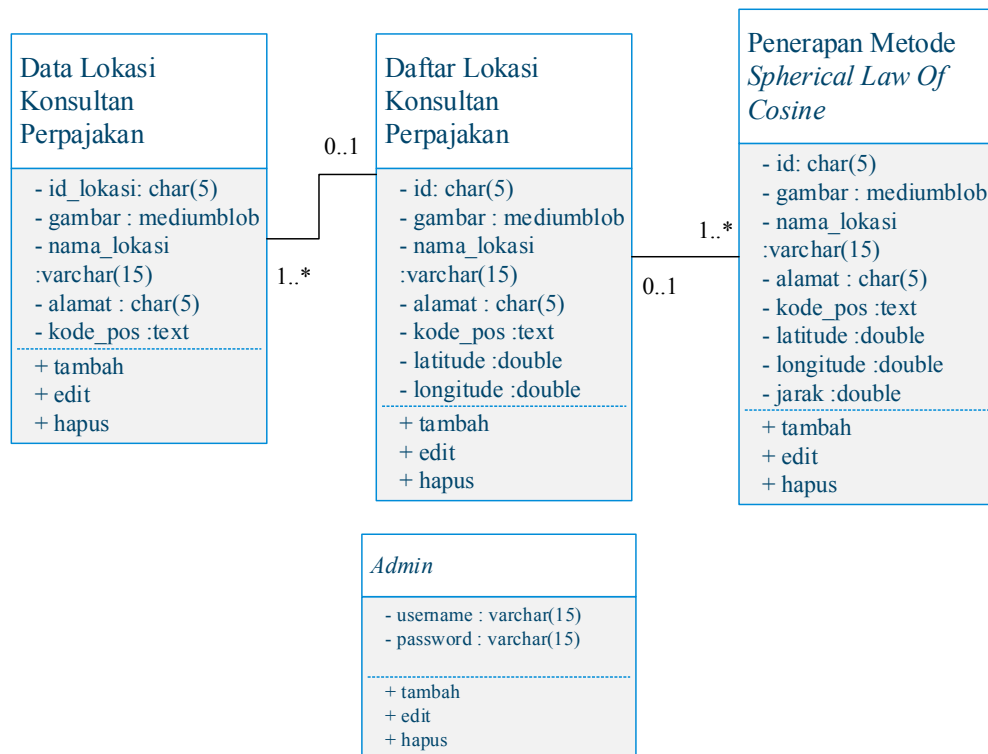 Data Lokasi
Konsultan
Perpajakan
- id_lokasi: char(5)
- gambar : mediumblob
- nama_lokasi
:varchar(15)
- alamat : char(5)
- kode_pos :text
+ tambah
+ edit
+ hapus
0..1
1..*
Daftar Lokasi
Konsultan
Perpajakan
- id: char(5)
- gambar : mediumblob
- nama_lokasi
:varchar(15)
- alamat : char(5)
- kode_pos :text
- latitude :double
- longitude :double
+ tambah
+ edit
+ hapus
1..*
0..1
Penerapan Metode
Spherical Law Of
Cosine
- id: char(5)
- gambar : mediumblob
- nama_lokasi
:varchar(15)
- alamat : char(5)
- kode_pos :text
- latitude :double
- longitude :double
- jarak :double
+ tambah
+ edit
+ hapus
Admin
- username : varchar(15)
- password : varchar(15)
+ tambah
+ edit
+ hapus